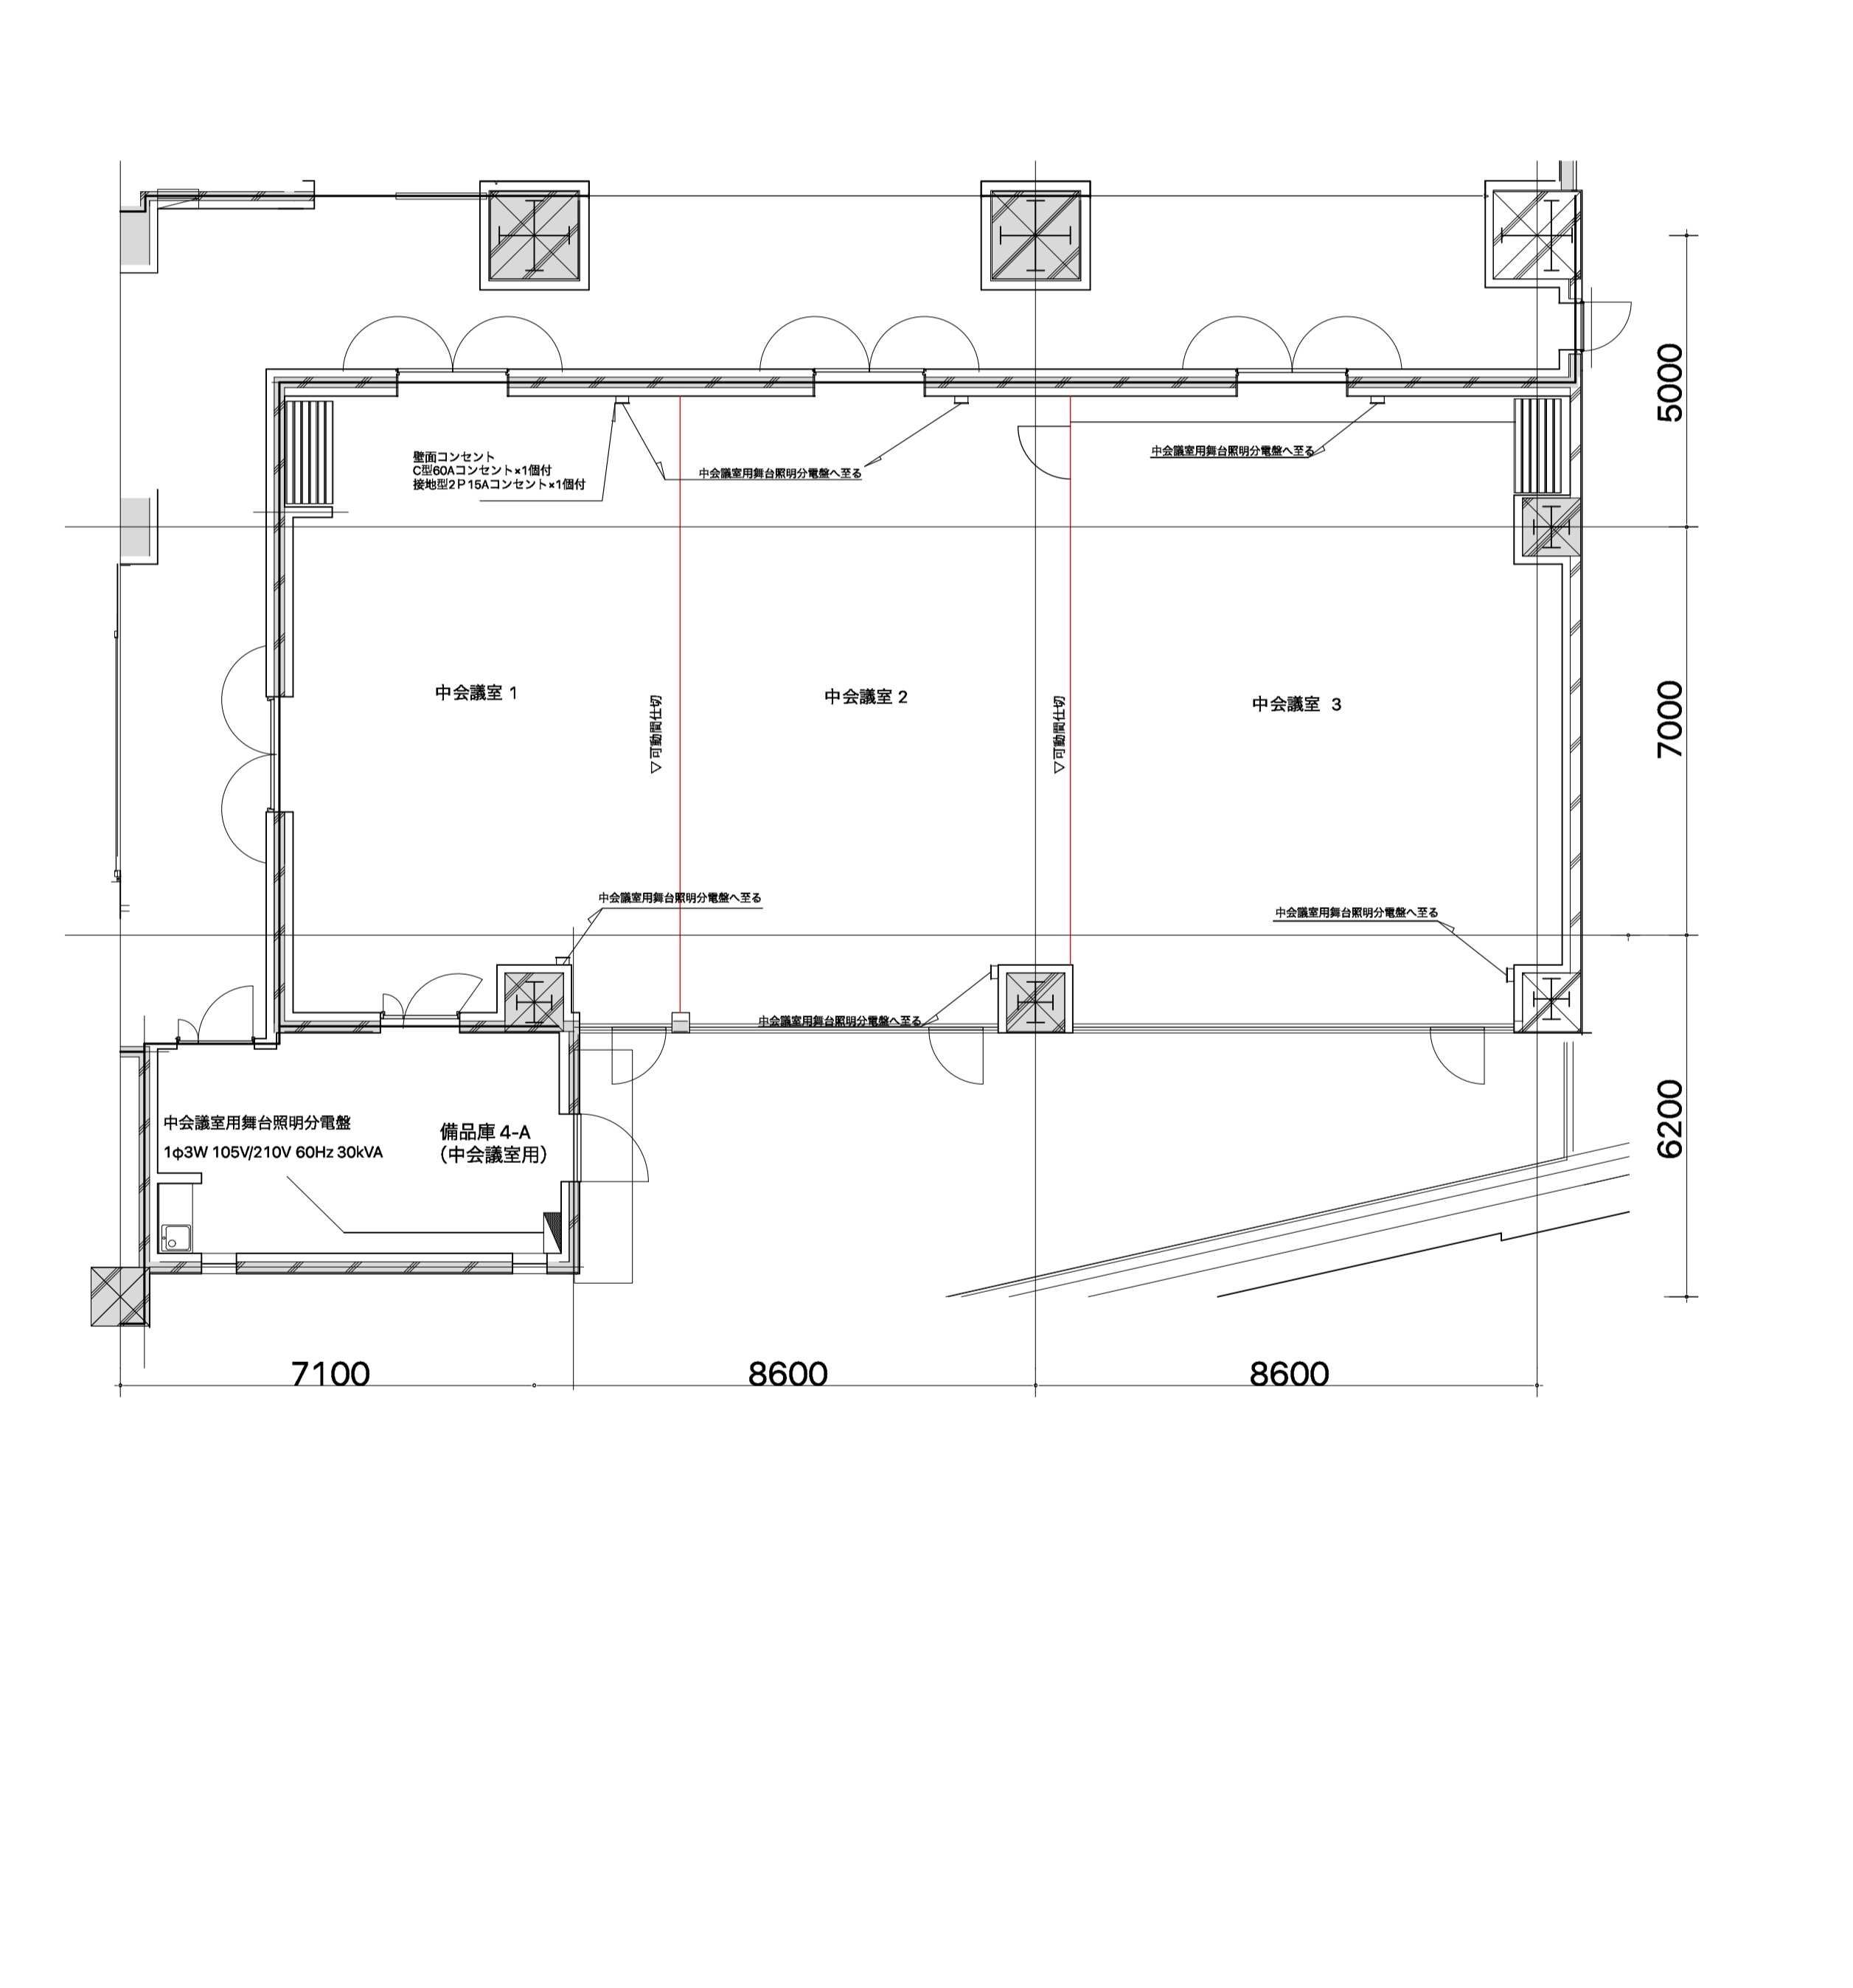 5000
壁面コンセント
C型60Aコンセント×1個付
接地型2P15Aコンセント×1個付
中会議室用舞台照明分電盤へ至る
中会議室用舞台照明分電盤へ至る
中会議室 1
▽可動間仕切
中会議室 2
▽可動間仕切
中会議室 3
7000
中会議室用舞台照明分電盤へ至る
中会議室用舞台照明分電盤へ至る
中会議室用舞台照明分電盤へ至る
中会議室用舞台照明分電盤
1φ3W 105V/210V 60Hz 30kVA
備品庫 4-A
（中会議室用）
6200
7100
8600
8600